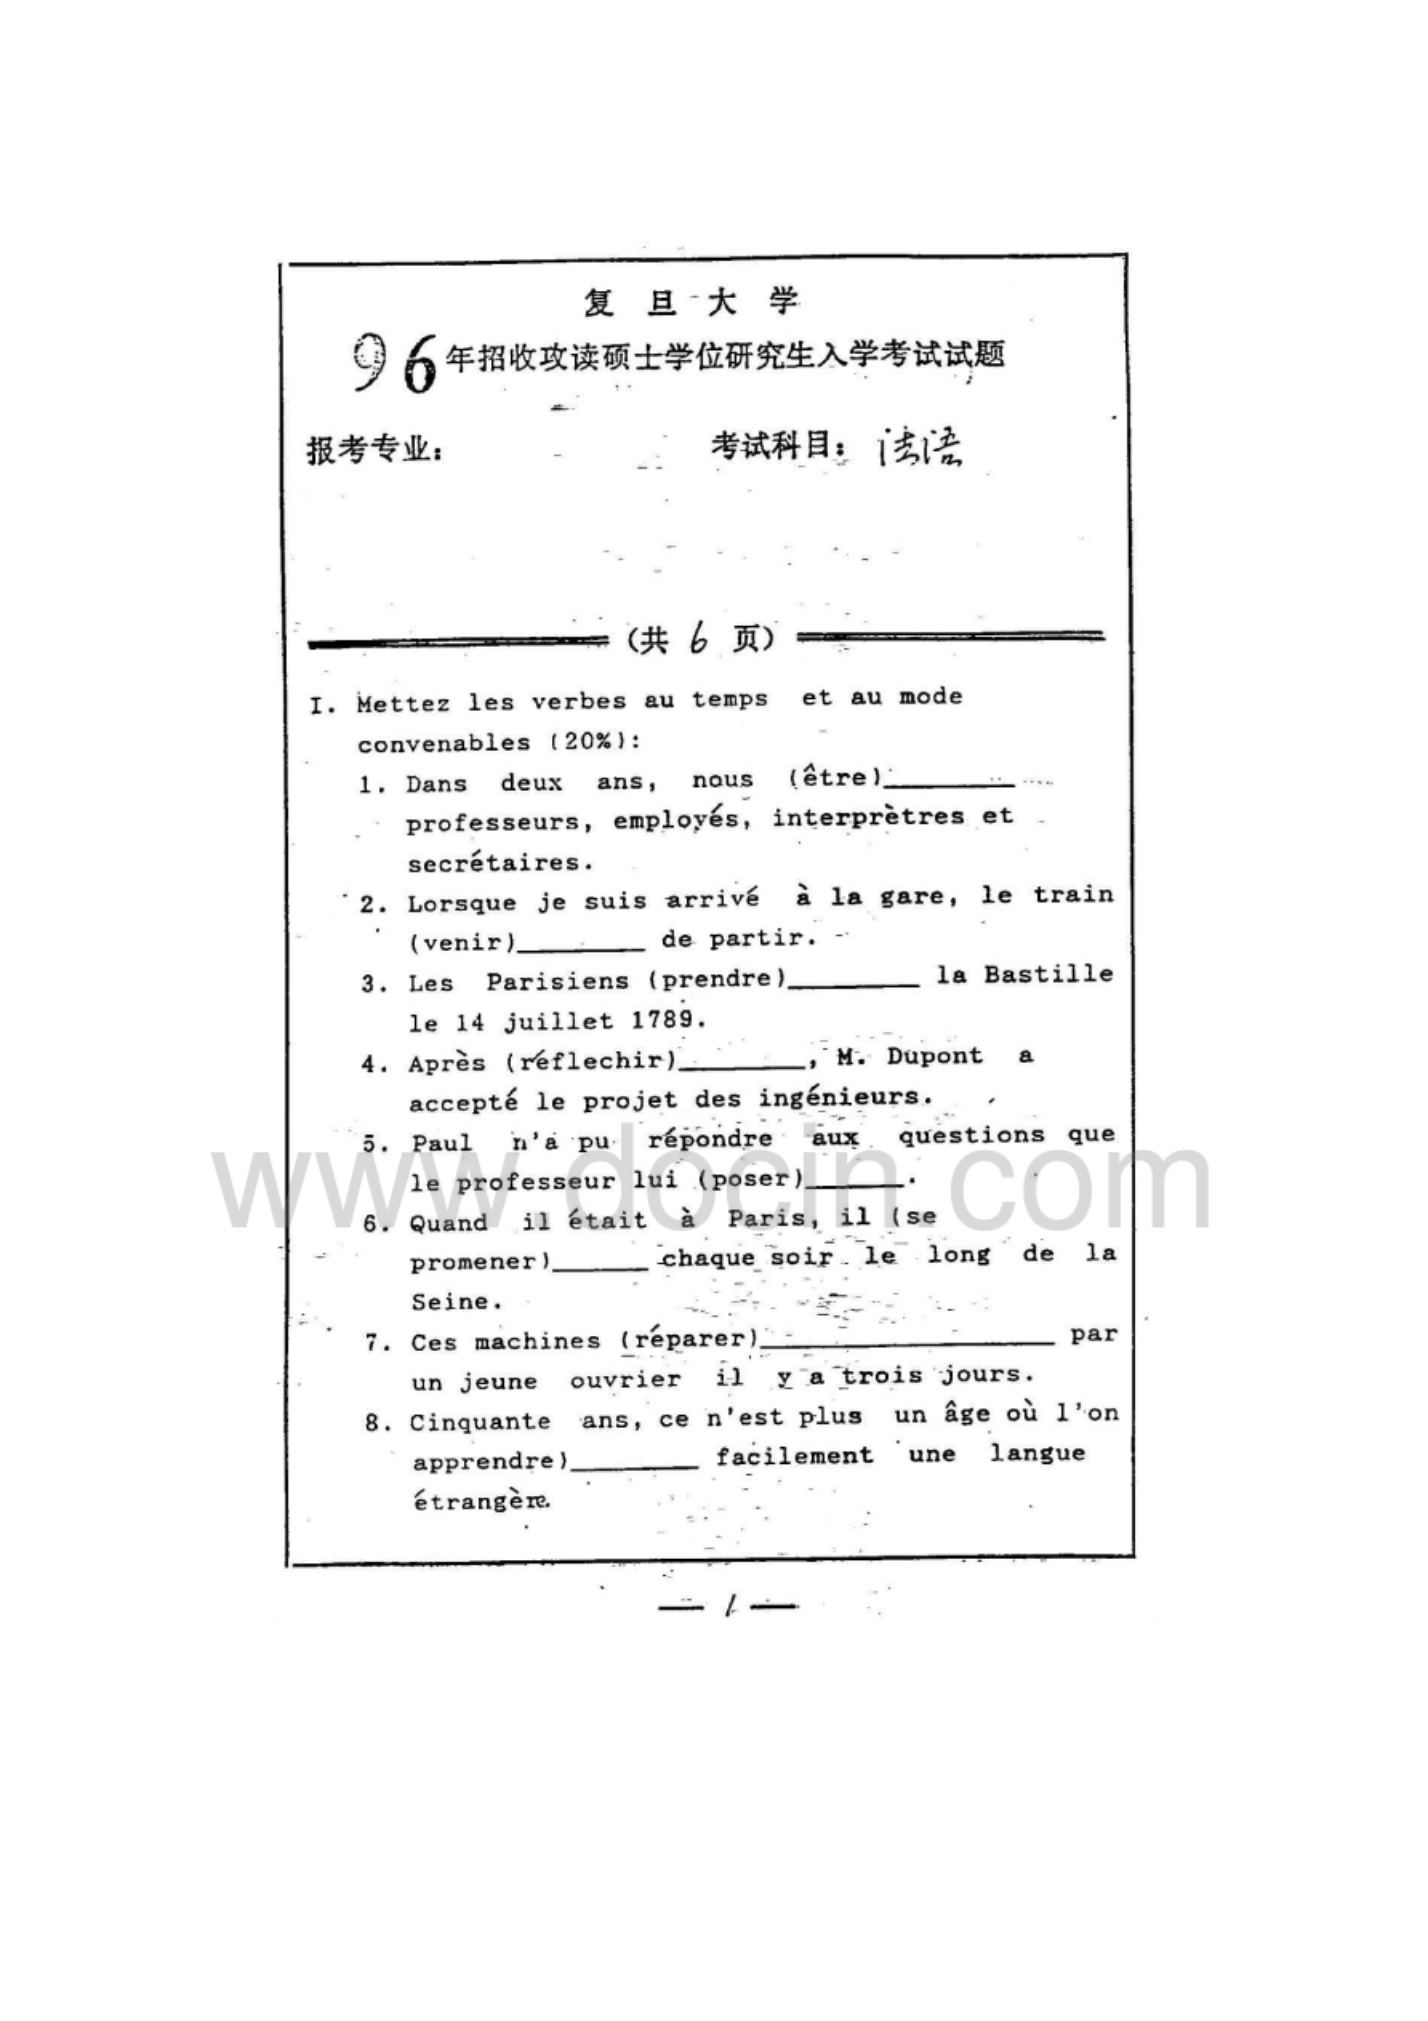 复旦大学
96年招收攻读硕士学位研究生入学考试试题
报考专业： 考试科目：法语
(共 6 页)
I. Mettez les verbes au temps et au mode
convenables (20%):
1. Dans deux ans, nous (être)________
professeurs, employés, interprètres et
secrétaires.
2. Lorsque je suis arrivé à la gare, le train
(venir)________ de partir.
3. Les Parisiens (prendre)________ la Bastille
le 14 juillet 1789.
4. Après (réflechir)________, M. Dupont a
accepté le projet des ingénieurs.
5. Paul n'a pu répondre aux questions que
le professeur lui (poser)______.
6. Quand il était à Paris, il (se
promener)______ chaque soir le long de la
Seine.
7. Ces machines (réparer)__________________ par
un jeune ouvrier il y a trois jours.
8. Cinquante ans, ce n'est plus un âge où l'on
apprendre)________ facilement une langue
étrangère.
— 1 —
www.docin.com